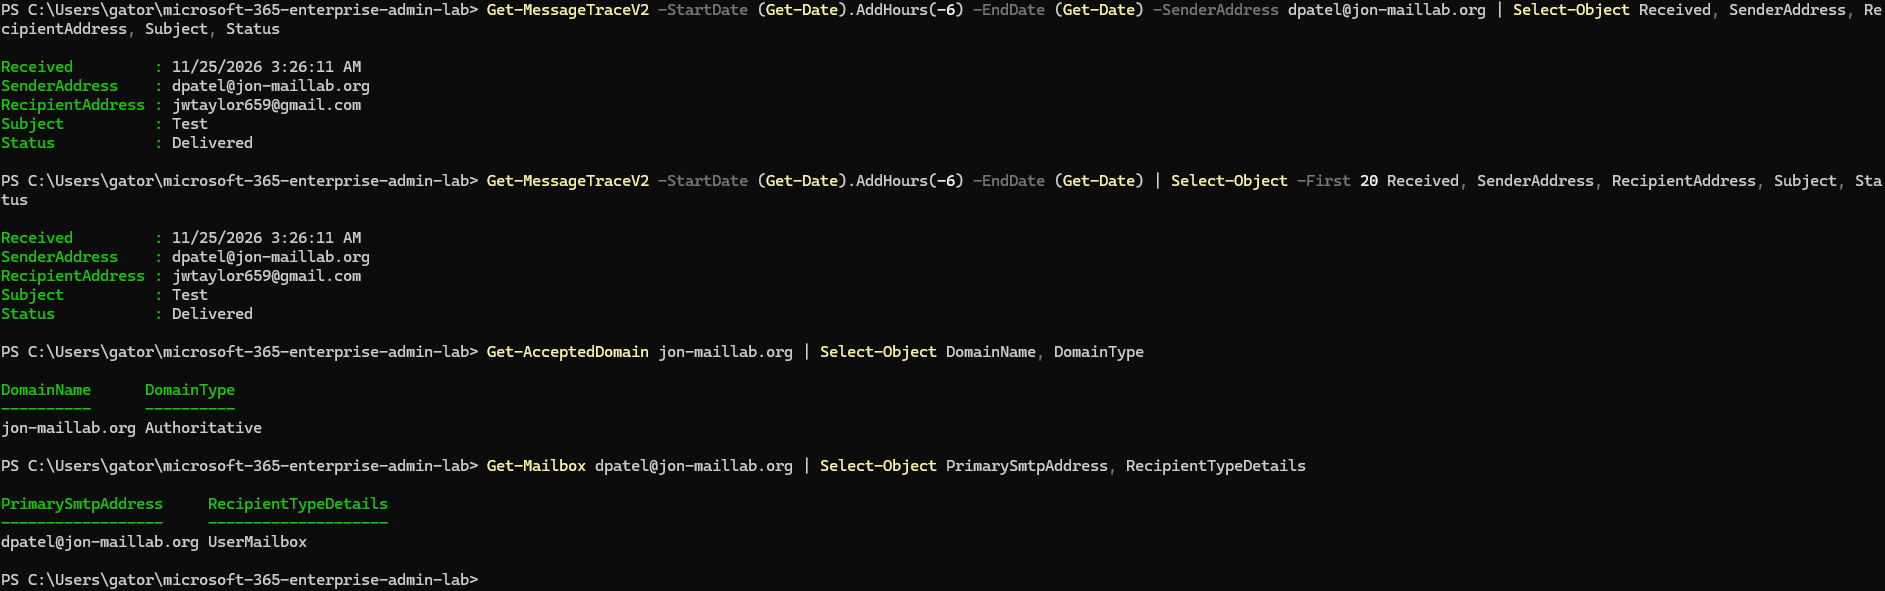 PS C:\Users\gator\microsoft-365-enterprise-admin-lab> Get-MessageTraceV2 -StartDate (Get-Date).AddHours(-6) -EndDate (Get-Date) -SenderAddress dpatel@jon-maillab.org | Select-Object Received, SenderAddress, Re
cipientAddress, Subject, Status
Received         : 11/25/2026 3:26:11 AM
SenderAddress    : dpatel@jon-maillab.org
RecipientAddress : jwtaylor659@gmail.com
Subject          : Test
Status           : Delivered
PS C:\Users\gator\microsoft-365-enterprise-admin-lab> Get-MessageTraceV2 -StartDate (Get-Date).AddHours(-6) -EndDate (Get-Date) | Select-Object -First 20 Received, SenderAddress, RecipientAddress, Subject, Sta
tus
Received         : 11/25/2026 3:26:11 AM
SenderAddress    : dpatel@jon-maillab.org
RecipientAddress : jwtaylor659@gmail.com
Subject          : Test
Status           : Delivered
PS C:\Users\gator\microsoft-365-enterprise-admin-lab> Get-AcceptedDomain jon-maillab.org | Select-Object DomainName, DomainType
DomainName      DomainType
----------      ----------
jon-maillab.org Authoritative
PS C:\Users\gator\microsoft-365-enterprise-admin-lab> Get-Mailbox dpatel@jon-maillab.org | Select-Object PrimarySmtpAddress, RecipientTypeDetails
PrimarySmtpAddress     RecipientTypeDetails
------------------     --------------------
dpatel@jon-maillab.org UserMailbox
PS C:\Users\gator\microsoft-365-enterprise-admin-lab>